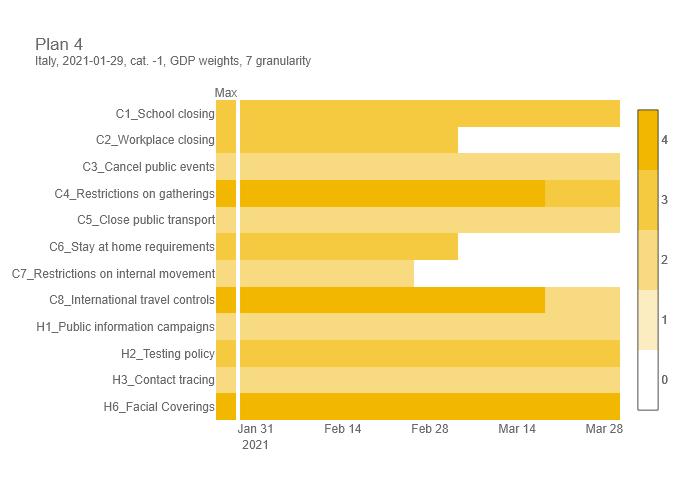 Plan 4
Italy, 2021-01-29, cat. -1, GDP weights, 7 granularity
Max
C1_School closing
C2_Workplace closing
C3_Cancel public events
C4_Restrictions on gatherings
C5_Close public transport
C6_Stay at home requirements
C7_Restrictions on internal movement
C8_International travel controls
H1_Public information campaigns
H2_Testing policy
H3_Contact tracing
H6_Facial Coverings
Jan 31 Feb 14 Feb 28 Mar 14 Mar 28
2021
4
3
2
1
0